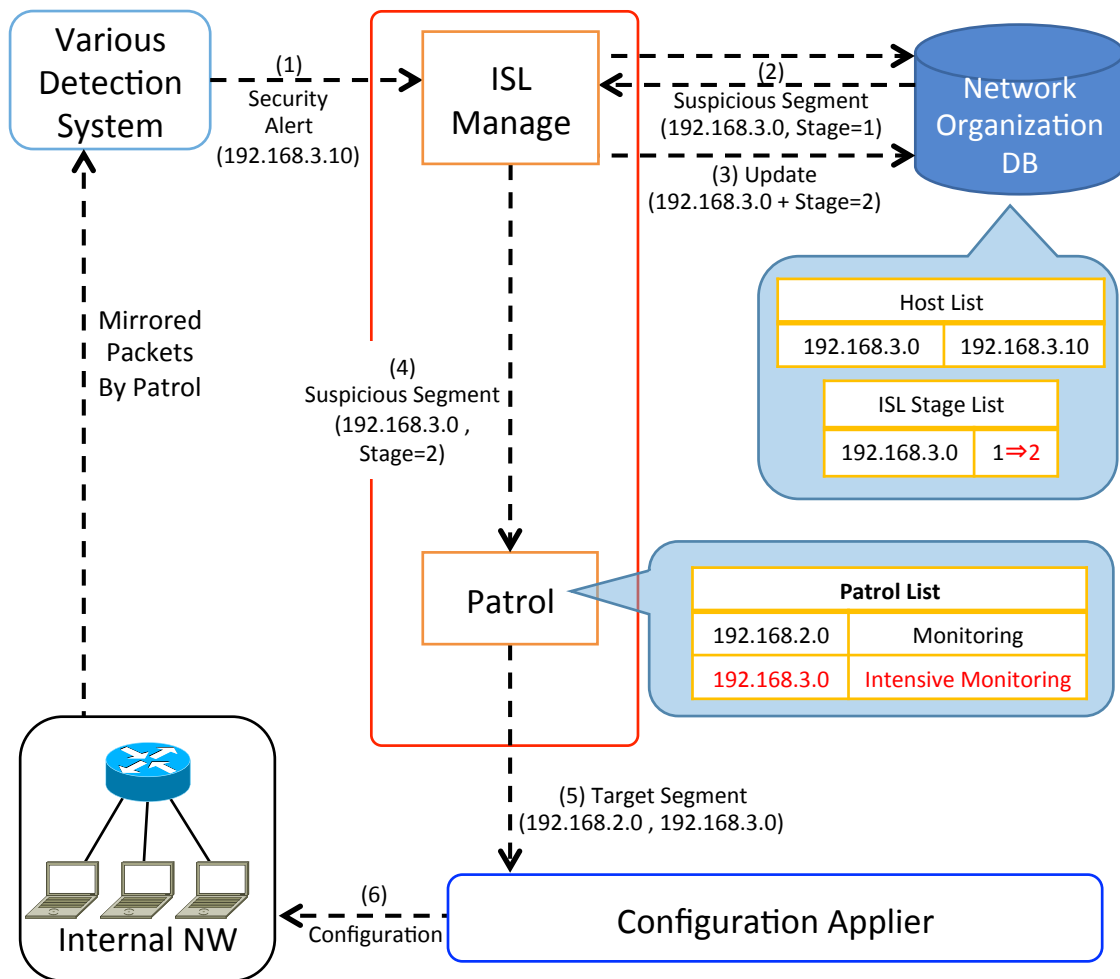 Various
Detection
System
(1)
Security
Alert
(192.168.3.10)
ISL
Manage
(2)
Suspicious Segment
(192.168.3.0, Stage=1)
(3) Update
(192.168.3.0 + Stage=2)
Network
Organization
DB
Host List
192.168.3.0 192.168.3.10
ISL Stage List
192.168.3.0 1⇒2
Mirrored
Packets
By Patrol
(4)
Suspicious Segment
(192.168.3.0 ,
Stage=2)
Patrol
Patrol List
192.168.2.0 Monitoring
192.168.3.0 Intensive Monitoring
(5) Target Segment
(192.168.2.0 , 192.168.3.0)
Internal NW
(6)
Configuration
Configuration Applier